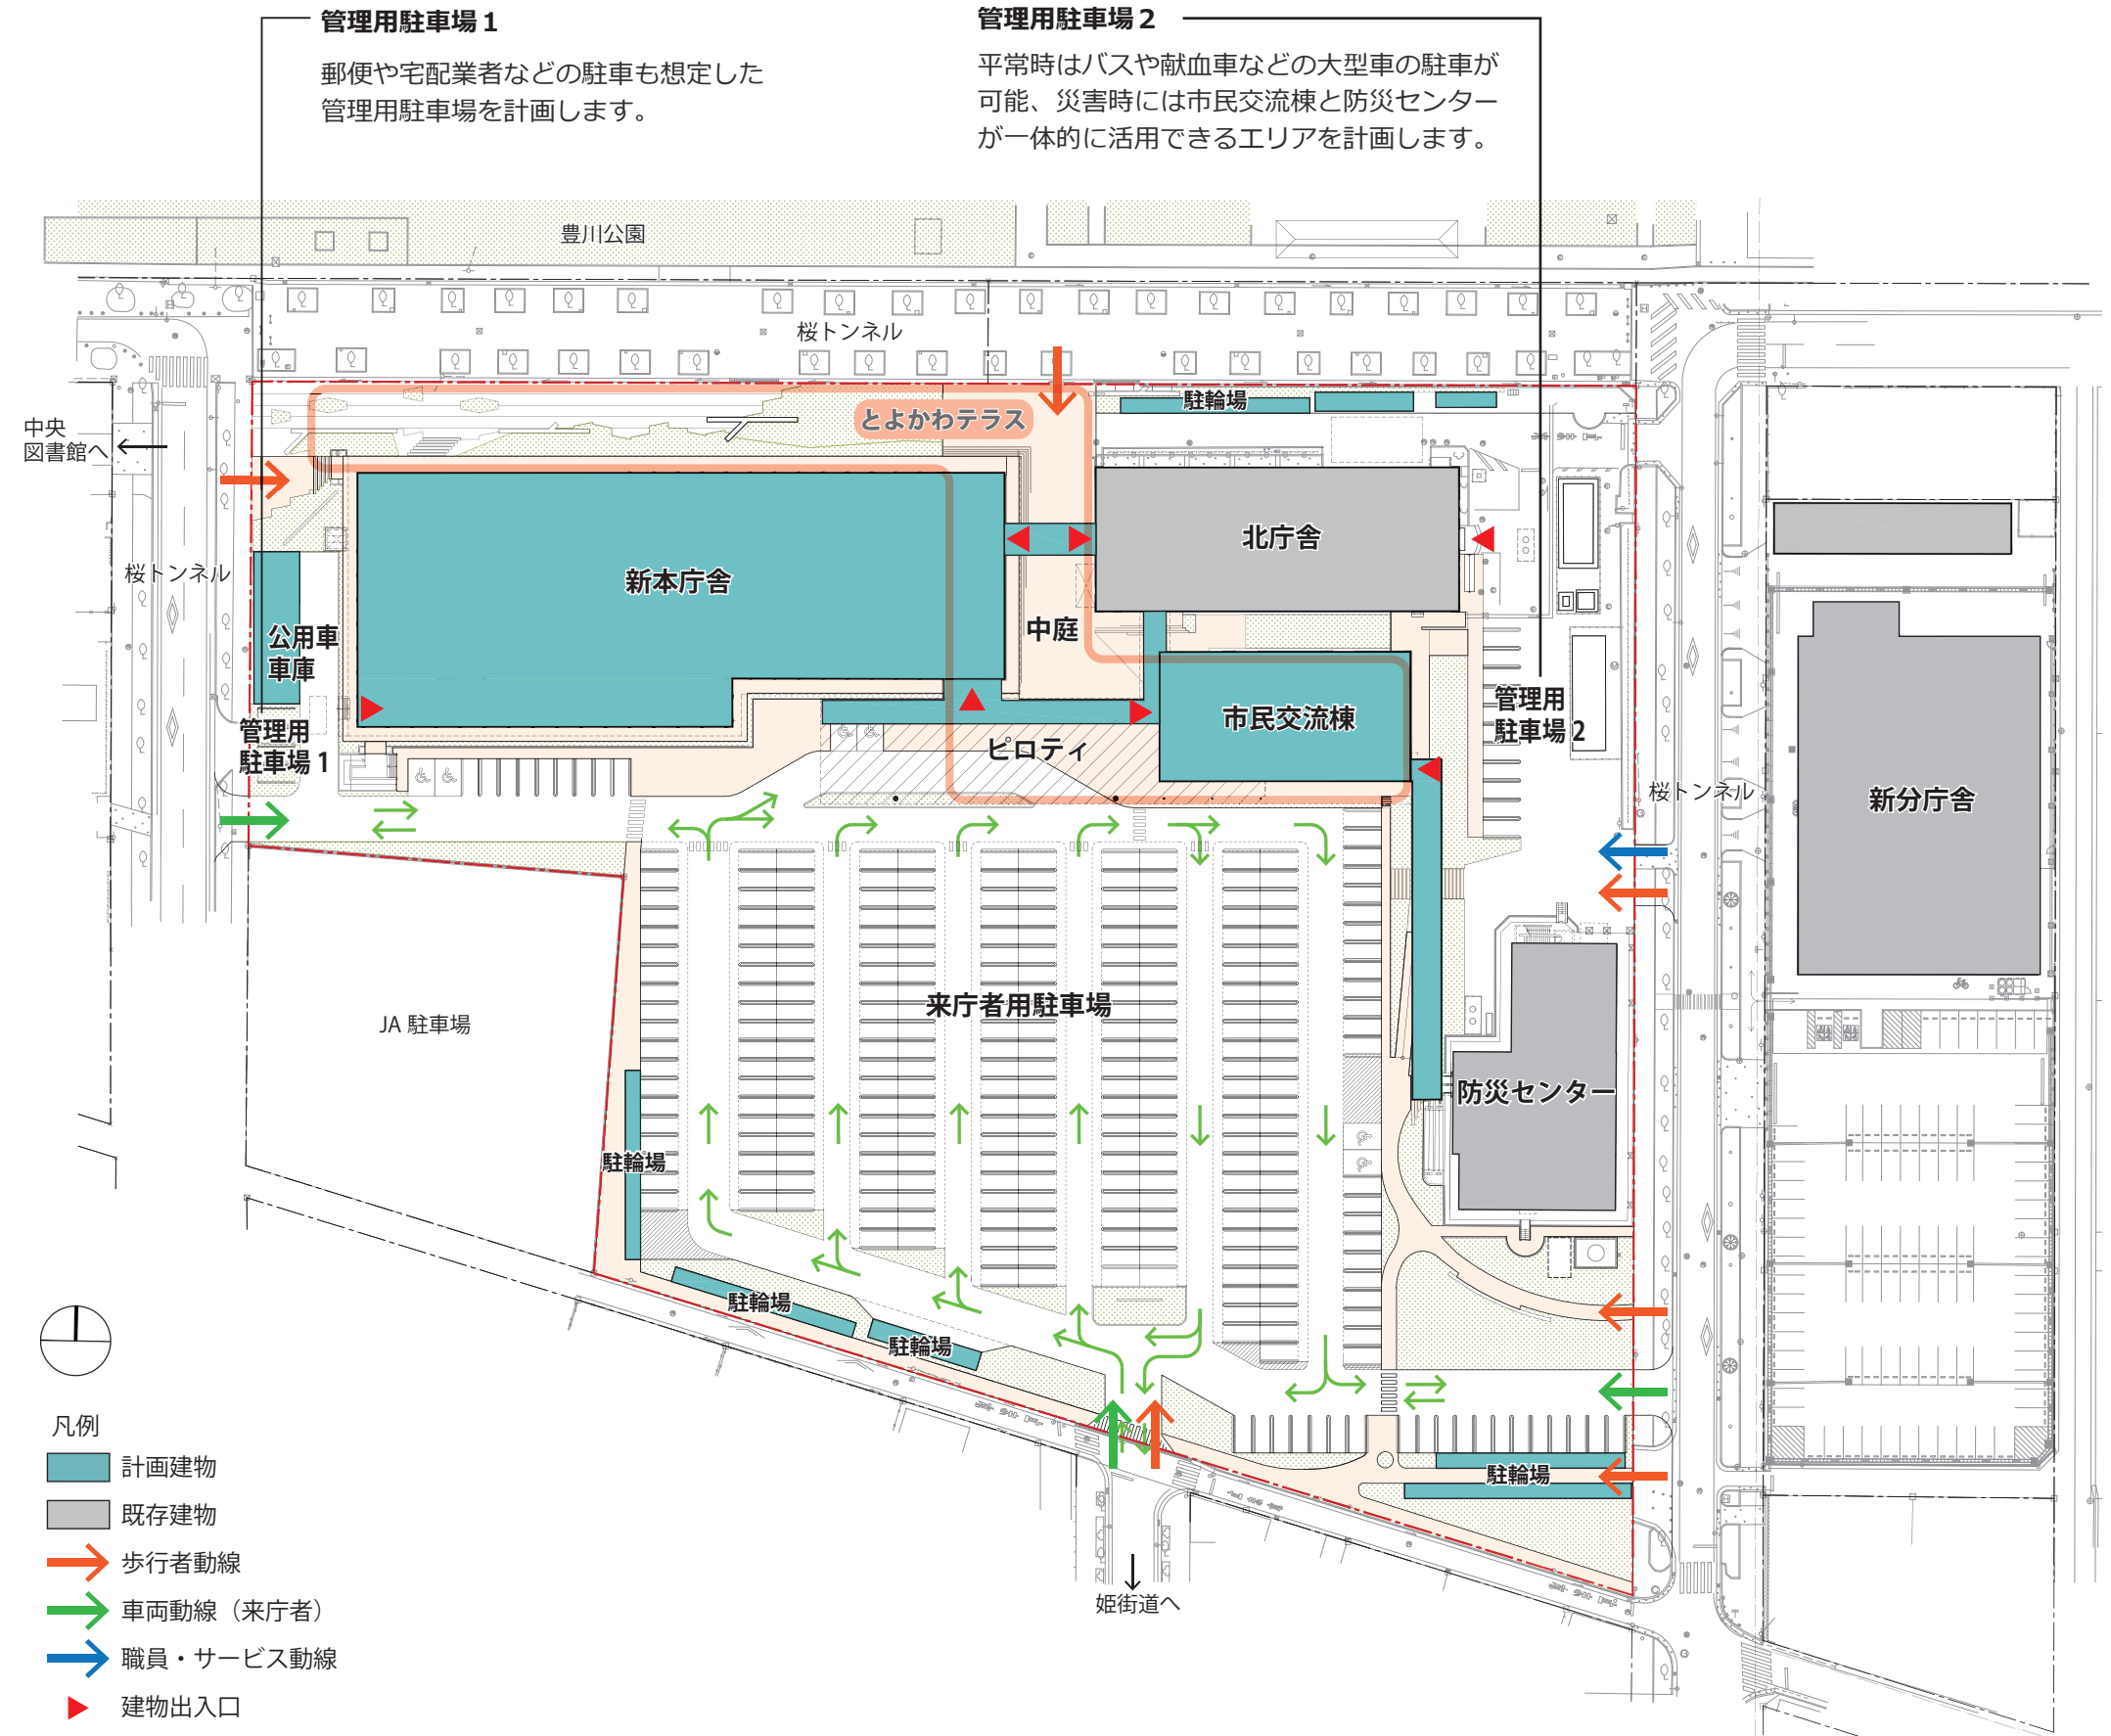 管理用駐車場1
郵便や宅配業者などの駐車も想定した
管理用駐車場を計画します。
管理用駐車場2
平常時はバスや献血車などの大型車の駐車が
可能、災害時には市民交流棟と防災センター
が一体的に活用できるエリアを計画します。
豊川公園
桜トンネル
中央
図書館へ
とよかわテラス
駐輪場
北庁舎
新本庁舎
桜トンネル
公用車
車庫
中庭
管理用
駐車場1
市民交流棟
管理用
駐車場2
ピロティ
桜トンネル
新分庁舎
来庁者用駐車場
JA 駐車場
防災センター
駐輪場
駐輪場
駐輪場
駐輪場
姫街道へ
凡例
計画建物
既存建物
歩行者動線
車両動線（来庁者）
職員・サービス動線
建物出入口